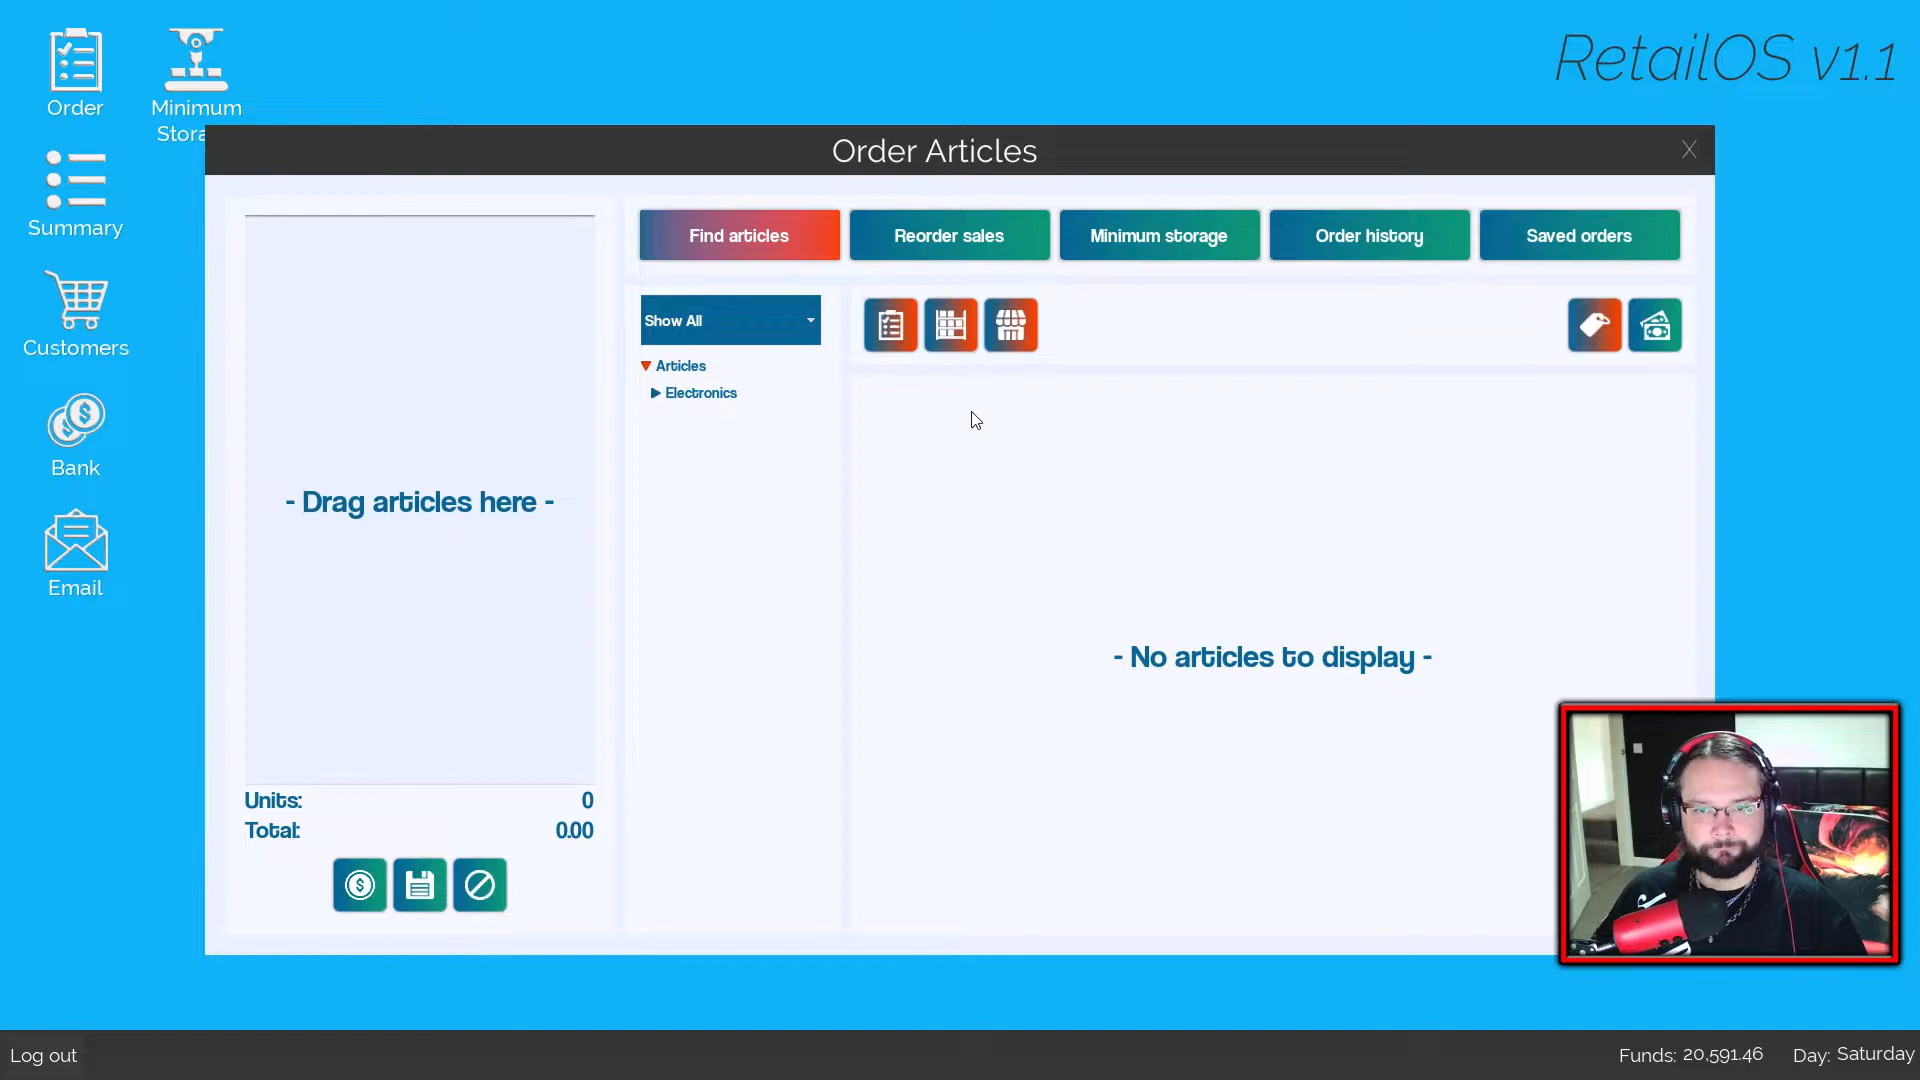 RetailOS v1.1
Order
Minimum
Stora
Summary
Customers
Bank
Email
Order Articles
X
Find articles
Reorder sales
Minimum storage
Order history
Saved orders
Show All
Articles
Electronics
- Drag articles here -
- No articles to display -
Units: 0
Total: 0.00
Log out
Funds: 20,591.46 Day: Saturday